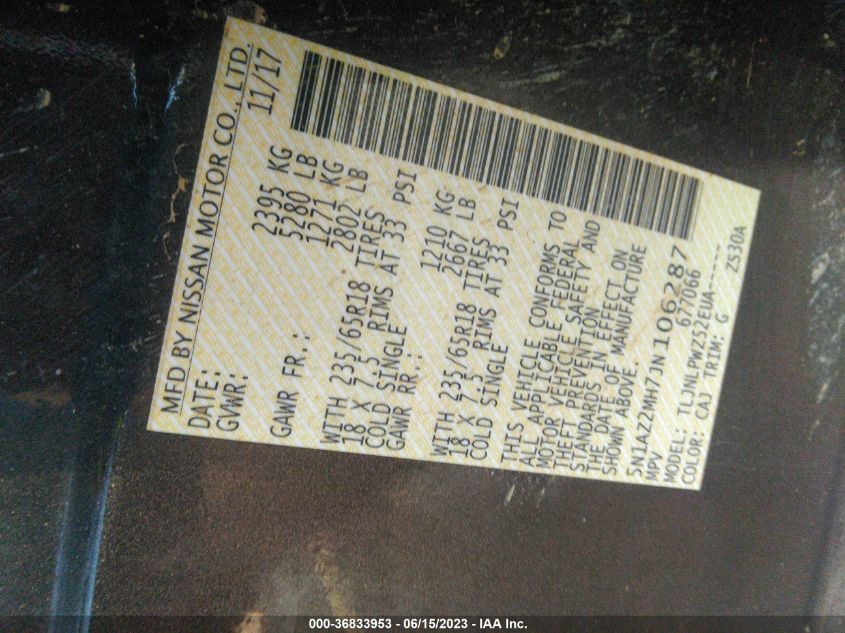 MFD BY NISSAN MOTOR CO., LTD.
DATE: 11/17
GVWR: 2395 KG
5280 LB
GAWR FR.: 1271 KG
2802 LB
WITH 235/65R18 TIRES
18 X 7.5 RIMS AT 33 PSI
COLD SINGLE
GAWR RR.: 1210 KG
2667 LB
WITH 235/65R18 TIRES
18 X 7.5 RIMS AT 33 PSI
COLD SINGLE
THIS VEHICLE CONFORMS TO
ALL APPLICABLE FEDERAL
MOTOR VEHICLE SAFETY AND
THEFT PREVENTION
STANDARDS IN EFFECT ON
THE DATE OF MANUFACTURE
SHOWN ABOVE.
5N1AZ2MH7JN106287
MPV 677066
MODEL: TLJNLPWZ52EUA-----
COLOR: CAJ TRIM: G Z530A
000-36833953 - 06/15/2023 - IAA Inc.